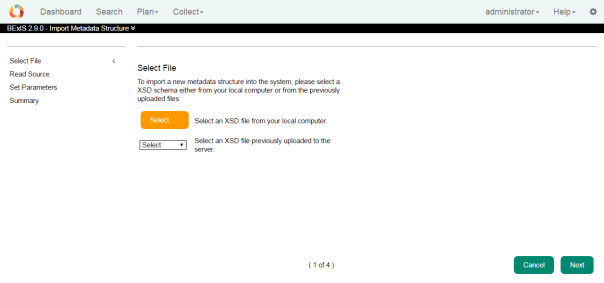 Dashboard Search Plan Collect administrator Help
BExIS 2.9.0 - Import Metadata Structure
Select File <
Read Source
Set Parameters
Summary
Select File
To import a new metadata structure into the system, please select a
XSD schema either from your local computer or from the previously
uploaded files.
Select... Select an XSD file from your local computer.
Select Select an XSD file previously uploaded to the
server.
( 1 of 4 ) Cancel Next